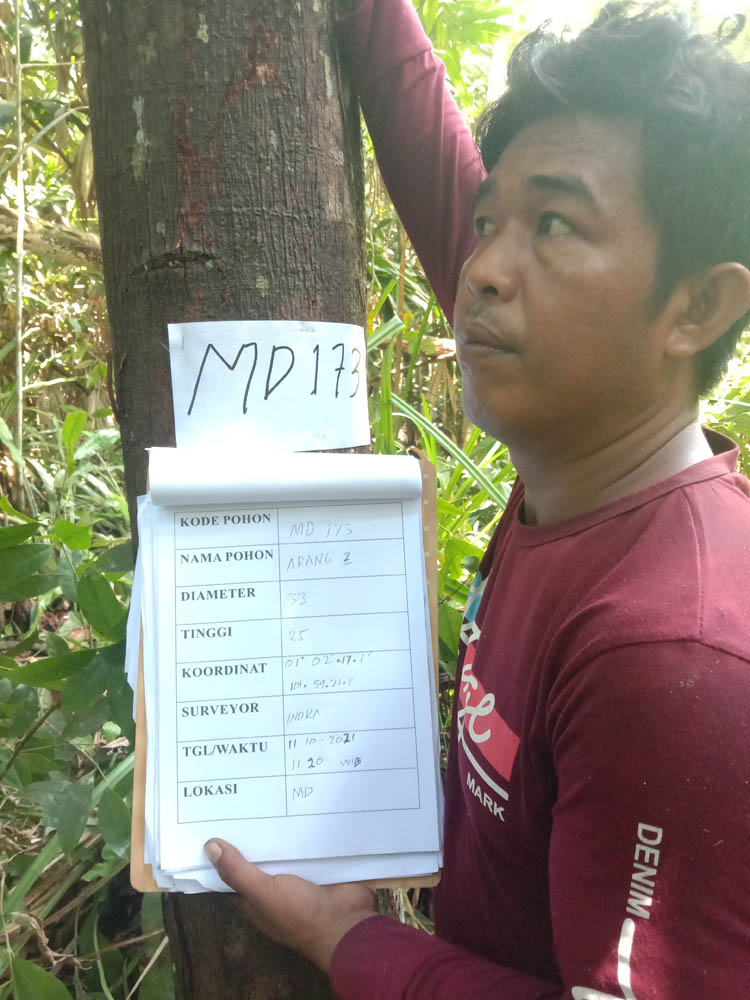 MD 173
KODE POHON MD 173
NAMA POHON ARANG 2
DIAMETER 33
TINGGI 25
KOORDINAT 01° 02' 17.1"
101. 59. 21. 1
SURVEYOR INDRA.
TGL/WAKTU 11 10 - 2021
11 20 WIB
LOKASI MD
MARK
DENIM